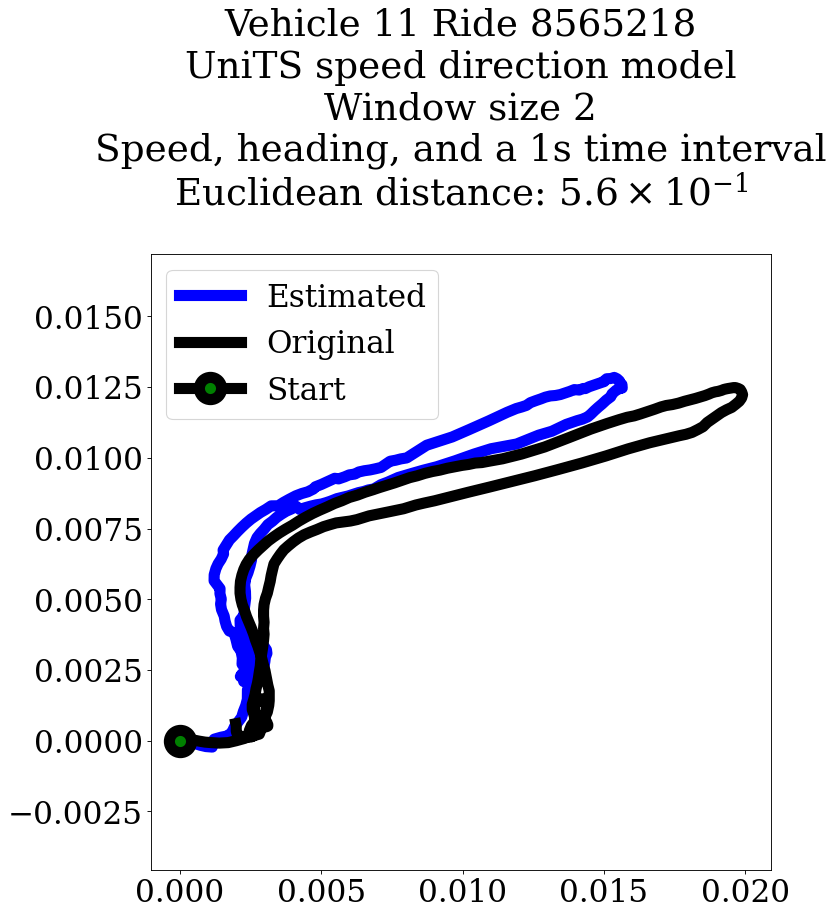 Vehicle 11 Ride 8565218
UniTS speed direction model
Window size 2
Speed, heading, and a 1s time interval
Euclidean distance: 5.6 × 10⁻¹
Estimated
Original
Start
0.0150
0.0125
0.0100
0.0075
0.0050
0.0025
0.0000
−0.0025
0.000 0.005 0.010 0.015 0.020